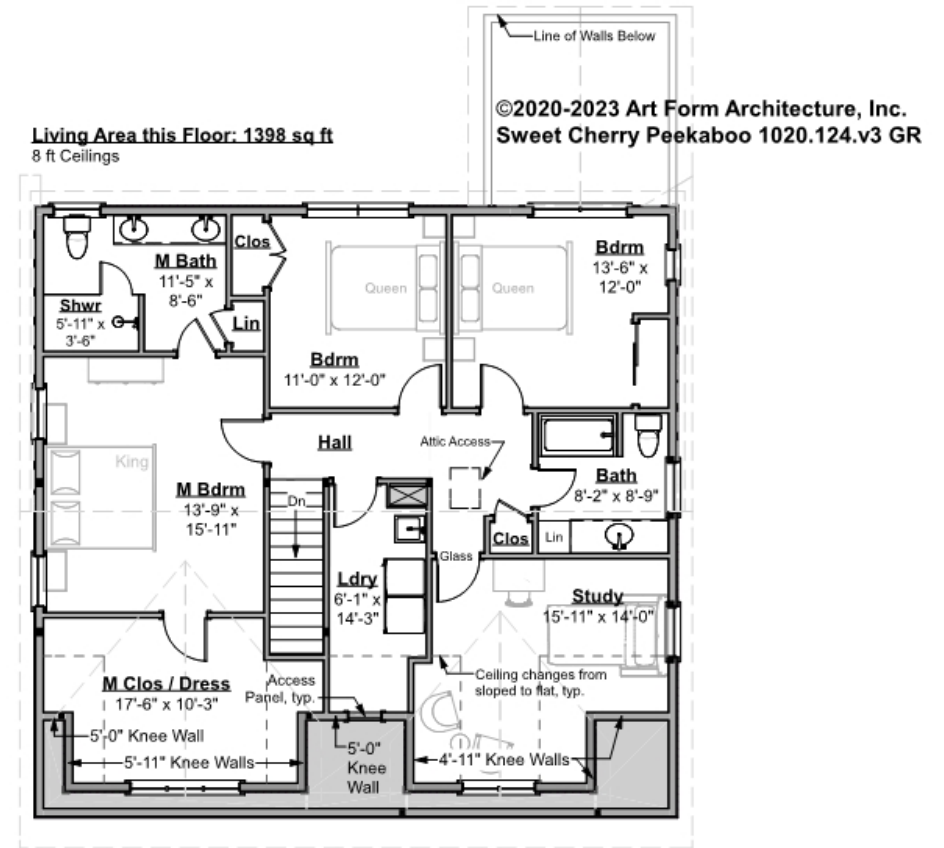 Line of Walls Below
©2020-2023 Art Form Architecture, Inc.
Sweet Cherry Peekaboo 1020.124.v3 GR
Living Area this Floor: 1398 sq ft
8 ft Ceilings
M Bath
11'-5" x
8'-6"
Shwr
5'-11" x
3'-6"
Clos
Lin
Queen
Bdrm
11'-0" x 12'-0"
Queen
Bdrm
13'-6" x
12'-0"
Hall
Attic Access
Bath
8'-2" x 8'-9"
King
M Bdrm
13'-9" x
15'-11"
Dn
Clos
Lin
Glass
Ldry
6'-1" x
14'-3"
Study
15'-11" x 14'-0"
M Clos / Dress
17'-6" x 10'-3"
Access
Panel, typ.
Ceiling changes from
sloped to flat, typ.
5'-0" Knee Wall
5'-11" Knee Walls
5'-0"
Knee
Wall
4'-11" Knee Walls